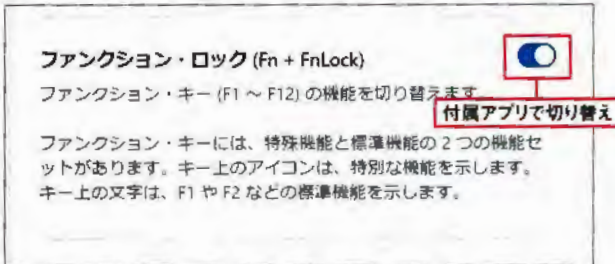 ファンクション・ロック (Fn + FnLock)
ファンクション・キー (F1 ～ F12) の機能を切り替えます
付属アプリで切り替え
ファンクション・キーには、特殊機能と標準機能の 2 つの機能セ
ットがあります。キー上のアイコンは、特別な機能を示します。
キー上の文字は、F1 や F2 などの標準機能を示します。